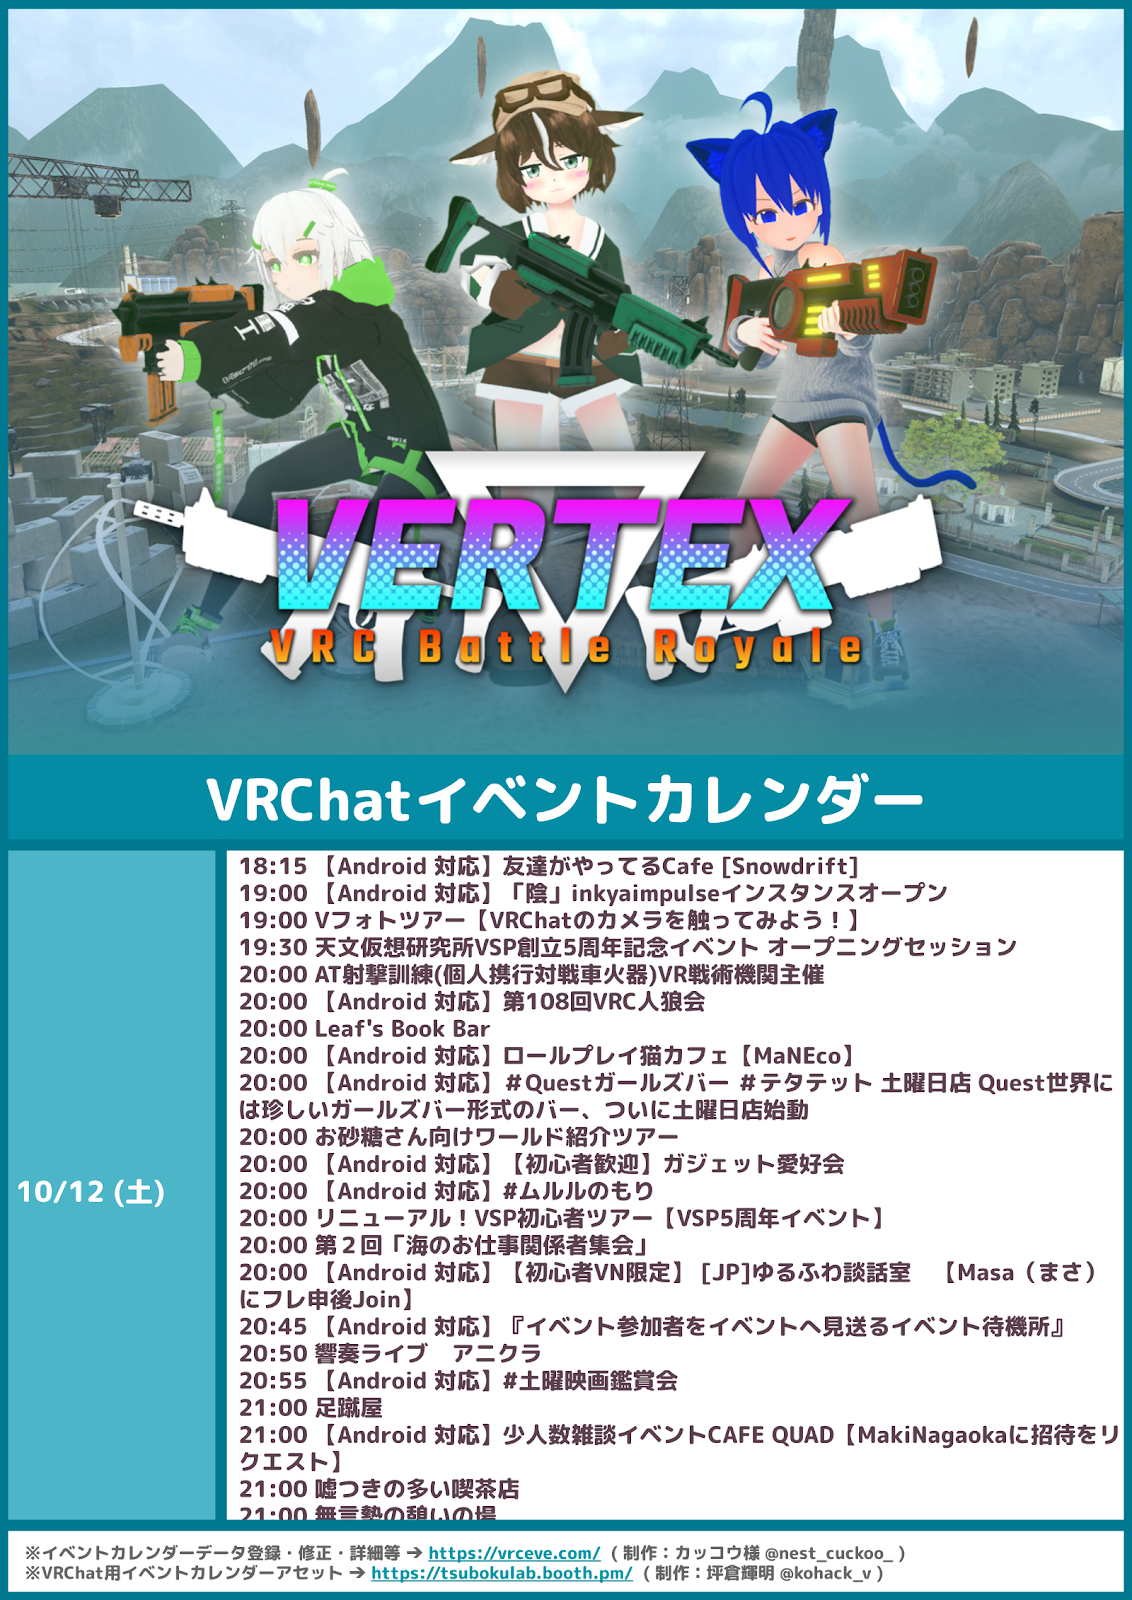 VERTEX
VRC Battle Royale
VRChatイベントカレンダー
10/12 (土)
18:15 【Android 対応】友達がやってるCafe [Snowdrift]
19:00 【Android 対応】「陰」inkyaimpulseインスタンスオープン
19:00 Vフォトツアー【VRChatのカメラを触ってみよう！】
19:30 天文仮想研究所VSP創立5周年記念イベント オープニングセッション
20:00 AT射撃訓練(個人携行対戦車火器)VR戦術機関主催
20:00 【Android 対応】第108回VRC人狼会
20:00 Leaf's Book Bar
20:00 【Android 対応】ロールプレイ猫カフェ【MaNEco】
20:00 【Android 対応】＃Questガールズバー ＃テタテット 土曜日店 Quest世界に
は珍しいガールズバー形式のバー、ついに土曜日店始動
20:00 お砂糖さん向けワールド紹介ツアー
20:00 【Android 対応】【初心者歓迎】ガジェット愛好会
20:00 【Android 対応】#ムルルのもり
20:00 リニューアル！VSP初心者ツアー【VSP5周年イベント】
20:00 第２回「海のお仕事関係者集会」
20:00 【Android 対応】【初心者VN限定】 [JP]ゆるふわ談話室　【Masa（まさ）
にフレ申後Join】
20:45 【Android 対応】『イベント参加者をイベントへ見送るイベント待機所』
20:50 響奏ライブ　アニクラ
20:55 【Android 対応】#土曜映画鑑賞会
21:00 足蹴屋
21:00 【Android 対応】少人数雑談イベントCAFE QUAD【MakiNagaokaに招待をリ
クエスト】
21:00 嘘つきの多い喫茶店
21:00 無言勢の憩いの場
※イベントカレンダーデータ登録・修正・詳細等 ➔ https://vrceve.com/ ( 制作：カッコウ様 @nest_cuckoo_ )
※VRChat用イベントカレンダーアセット ➔ https://tsubokulab.booth.pm/ ( 制作：坪倉輝明 @kohack_v )